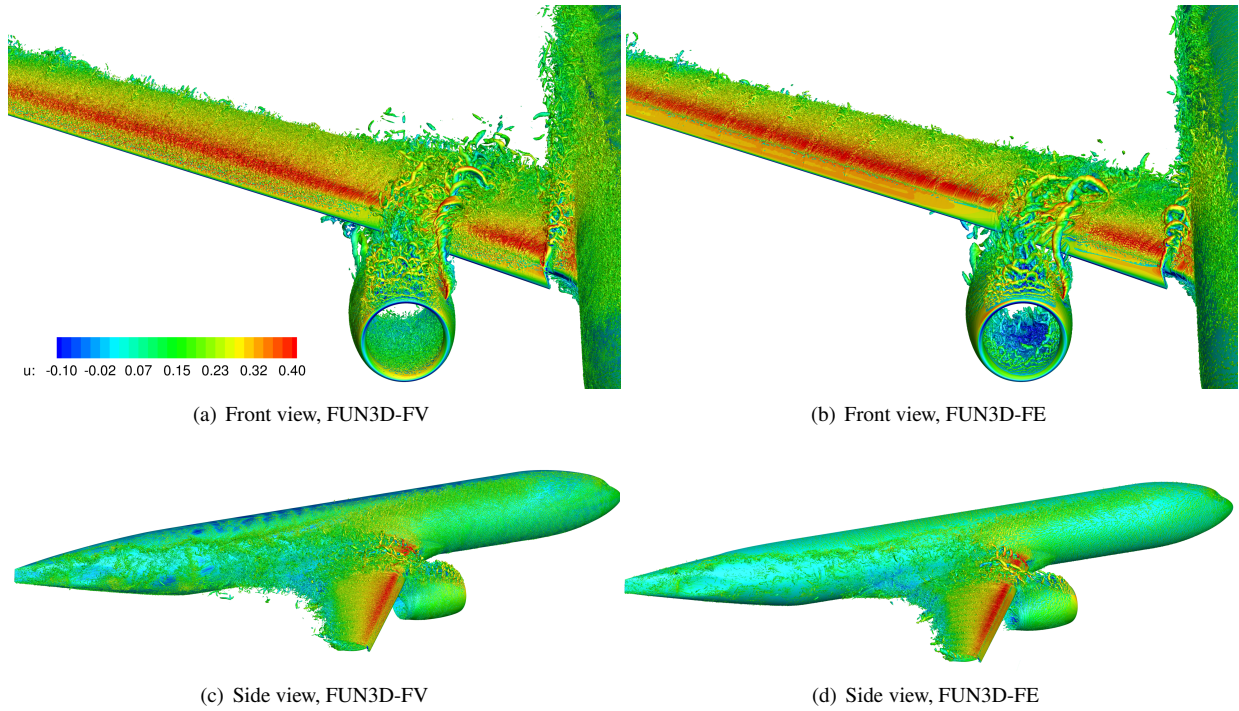 u: -0.10 -0.02 0.07 0.15 0.23 0.32 0.40
(a) Front view, FUN3D-FV
(b) Front view, FUN3D-FE
(c) Side view, FUN3D-FV
(d) Side view, FUN3D-FE